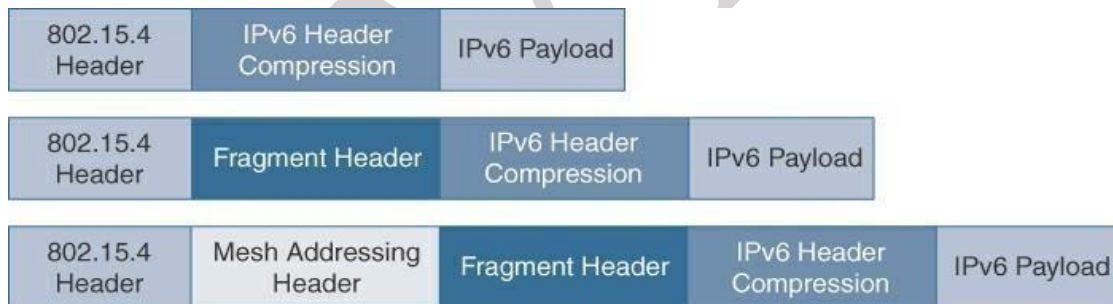 802.15.4 Header
IPv6 Header Compression
IPv6 Payload
802.15.4 Header
Fragment Header
IPv6 Header Compression
IPv6 Payload
802.15.4 Header
Mesh Addressing Header
Fragment Header
IPv6 Header Compression
IPv6 Payload